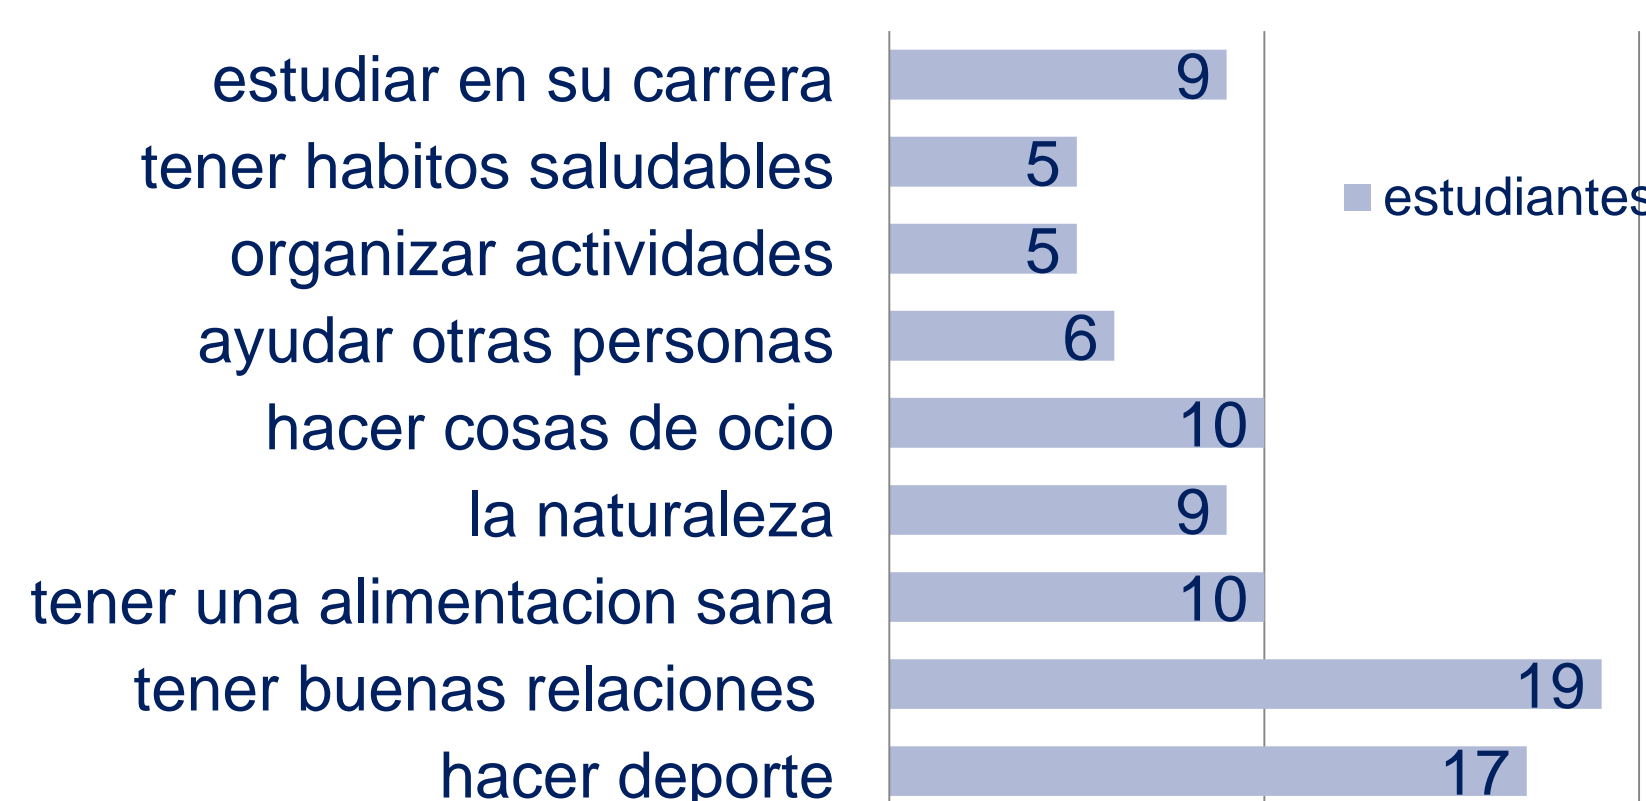 estudiar en su carrera 9
tener habitos saludables 5
estudiantes
organizar actividades 5
ayudar otras personas 6
hacer cosas de ocio 10
la naturaleza 9
tener una alimentacion sana 10
tener buenas relaciones 19
hacer deporte 17